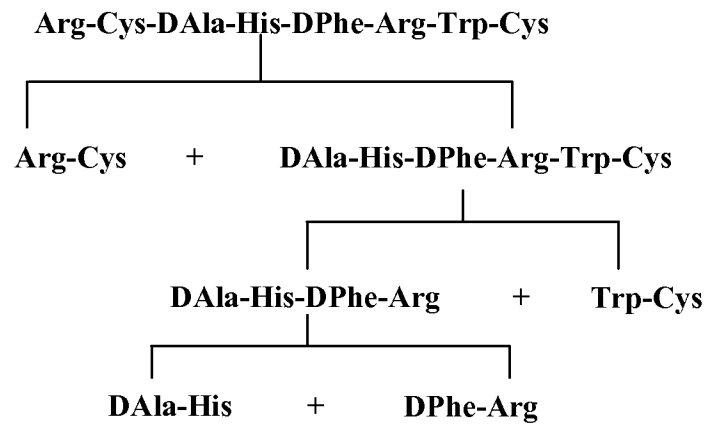 Arg-Cys-DAla-His-DPhe-Arg-Trp-Cys
Arg-Cys + DAla-His-DPhe-Arg-Trp-Cys
DAla-His-DPhe-Arg + Trp-Cys
DAla-His + DPhe-Arg